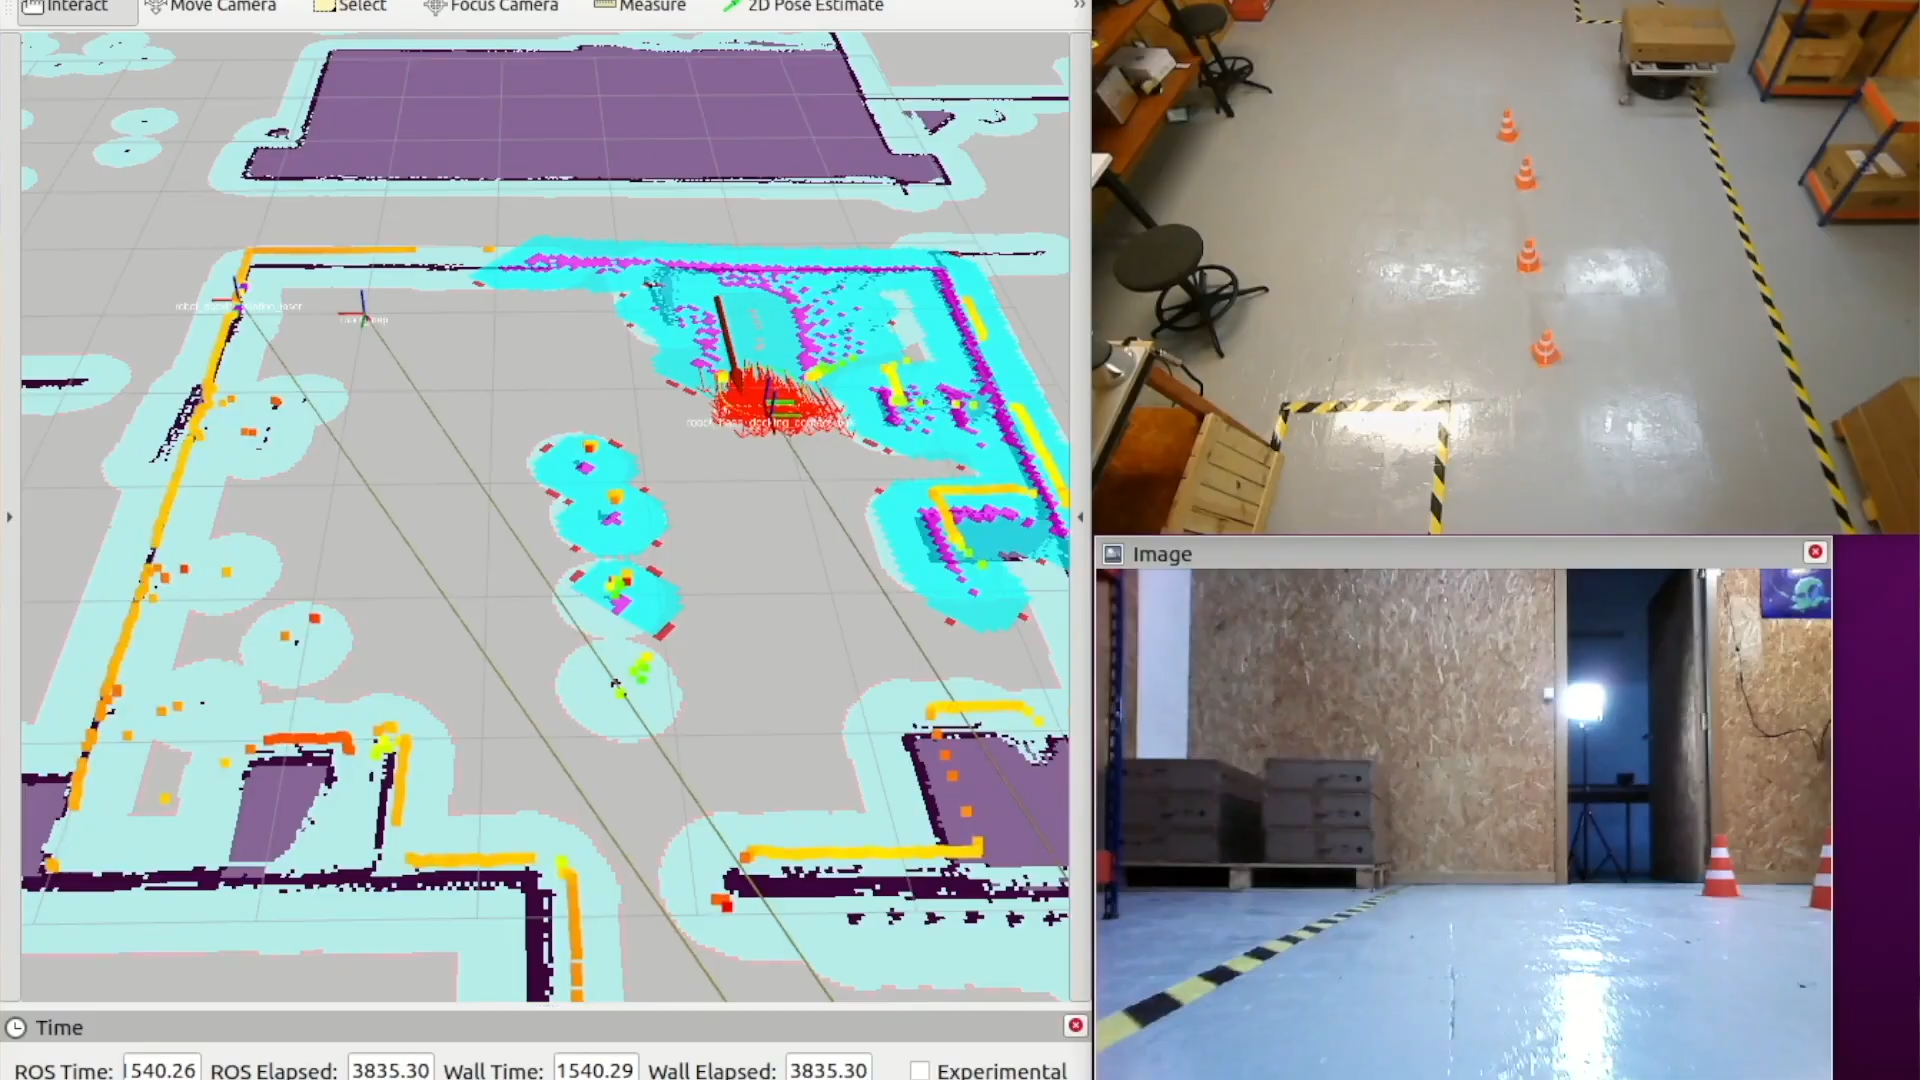 Interact Move Camera Select Focus Camera Measure 2D Pose Estimate
Image
Time
ROS Time: 1540.26 ROS Elapsed: 3835.30 Wall Time: 1540.29 Wall Elapsed: 3835.30 Experimental